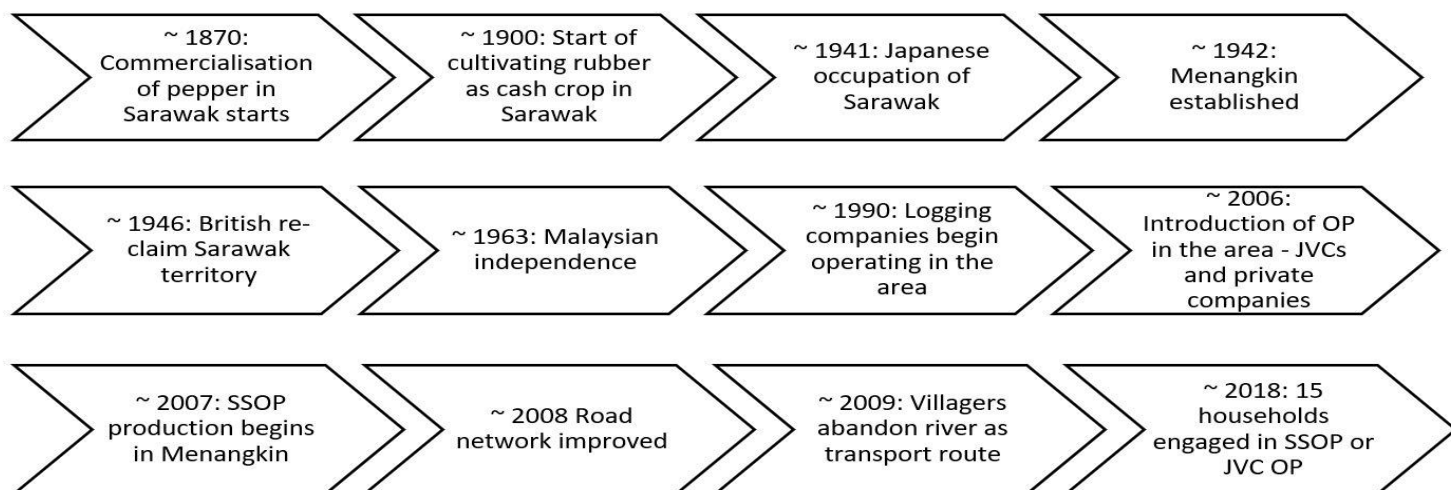 ~ 1870:
Commercialisation
of pepper in
Sarawak starts
~ 1900: Start of
cultivating rubber
as cash crop in
Sarawak
~ 1941: Japanese
occupation of
Sarawak
~ 1942:
Menangkin
established
~ 1946: British re-
claim Sarawak
territory
~ 1963: Malaysian
independence
~ 1990: Logging
companies begin
operating in the
area
~ 2006:
Introduction of OP
in the area - JVCs
and private
companies
~ 2007: SSOP
production begins
in Menangkin
~ 2008 Road
network improved
~ 2009: Villagers
abandon river as
transport route
~ 2018: 15
households
engaged in SSOP or
JVC OP